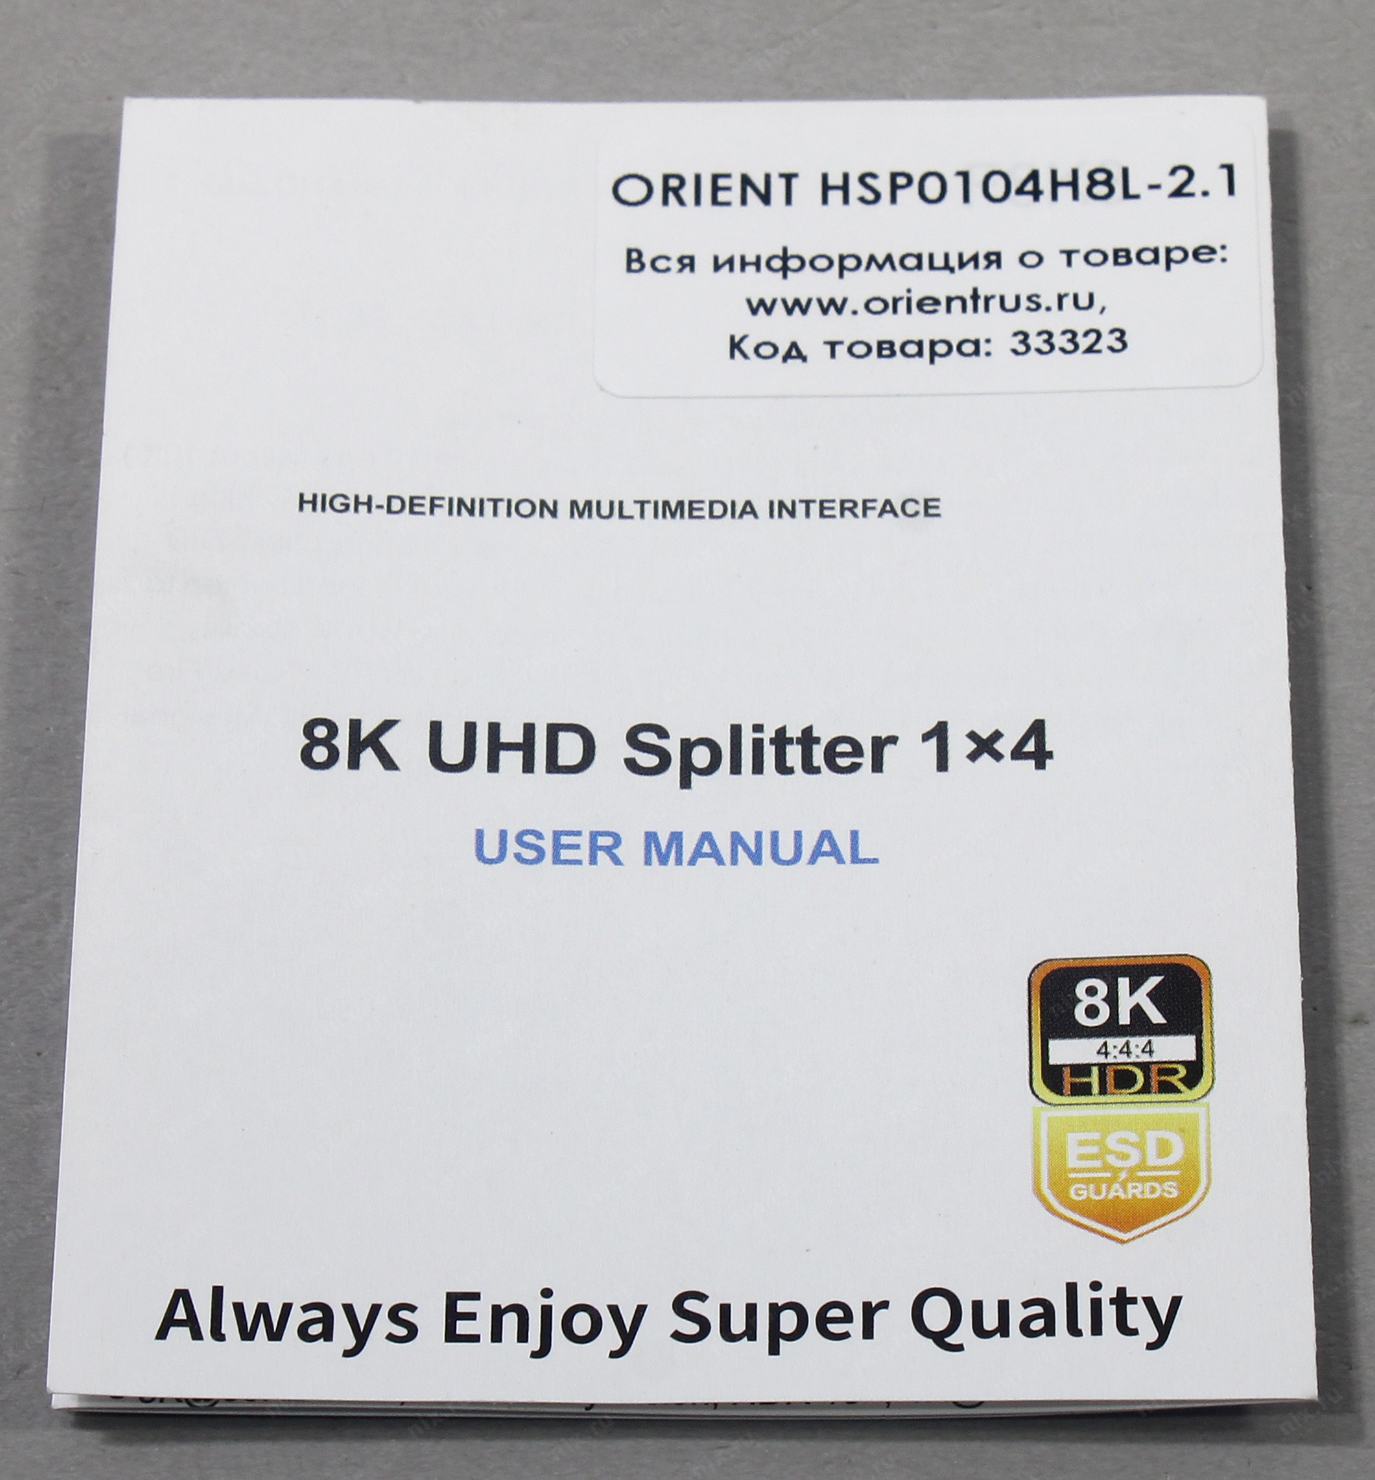 ORIENT HSP0104H8L-2.1
Вся информация о товаре:
www.orientrus.ru,
Код товара: 33323
HIGH-DEFINITION MULTIMEDIA INTERFACE
8K UHD Splitter 1×4
USER MANUAL
8K
4:4:4
HDR
ESD
GUARDS
Always Enjoy Super Quality